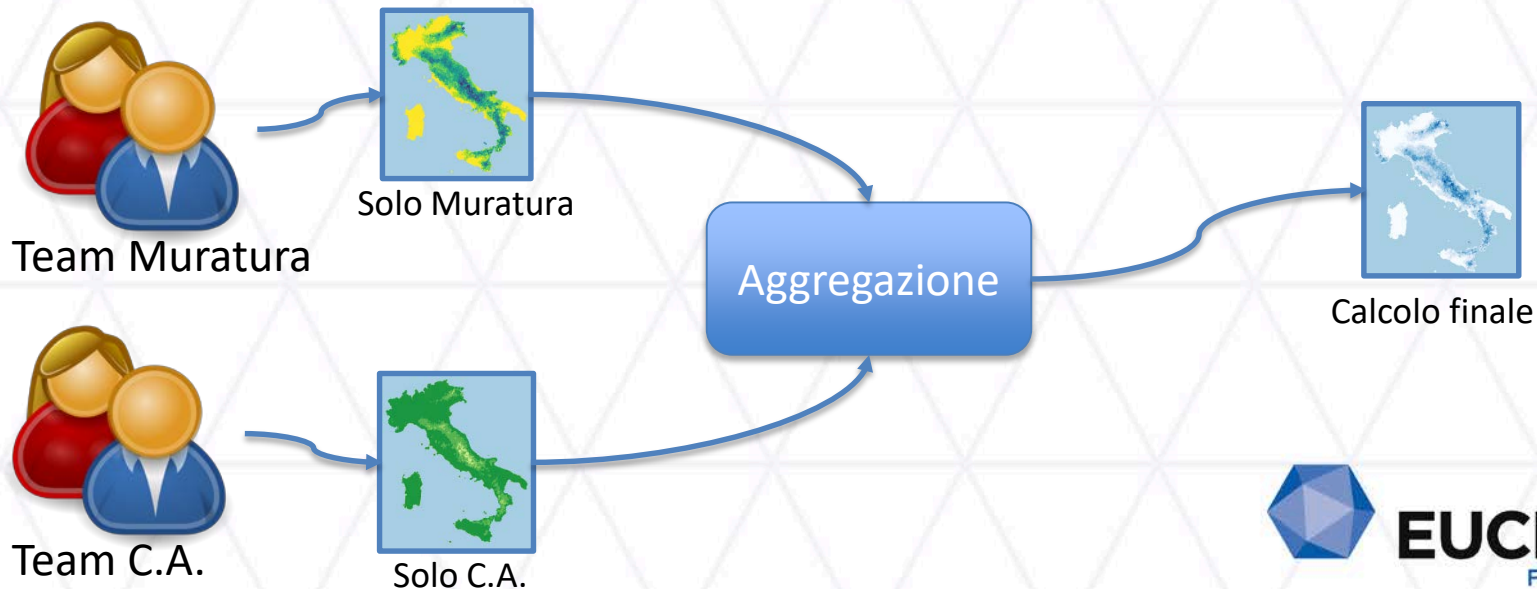 Solo Muratura
Team Muratura
Aggregazione
Calcolo finale
Team C.A.
Solo C.A.